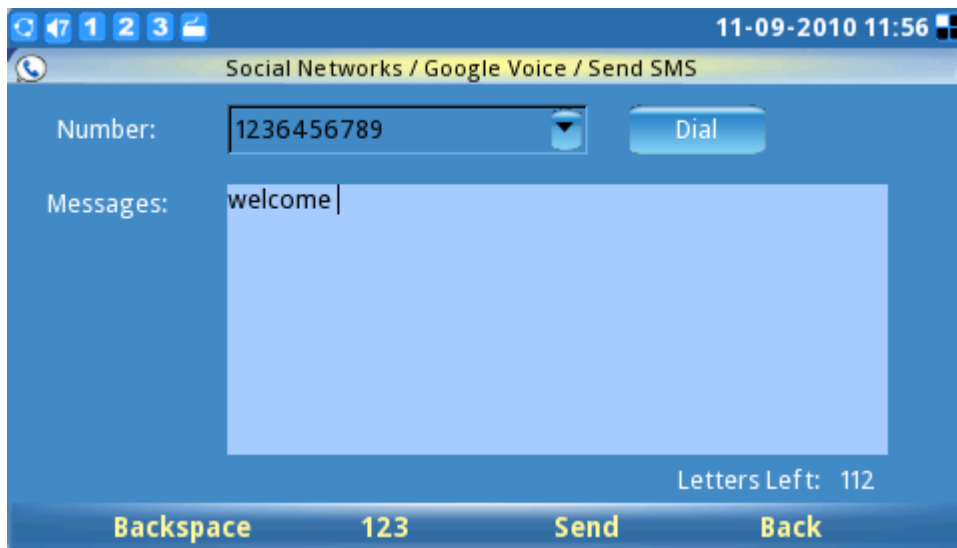 7 1 2 3 11-09-2010 11:56
Social Networks / Google Voice / Send SMS
Number: 1236456789 Dial
Messages: welcome
Letters Left: 112
Backspace 123 Send Back